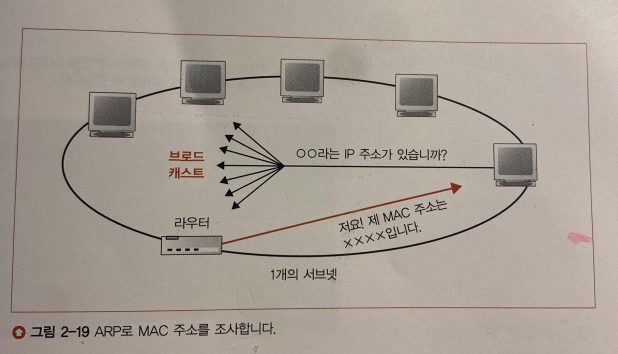 ○○라는 IP 주소가 있습니까?
브로드
캐스트
라우터
저요! 제 MAC 주소는
××××입니다.
1개의 서브넷
그림 2-19 ARP로 MAC 주소를 조사합니다.